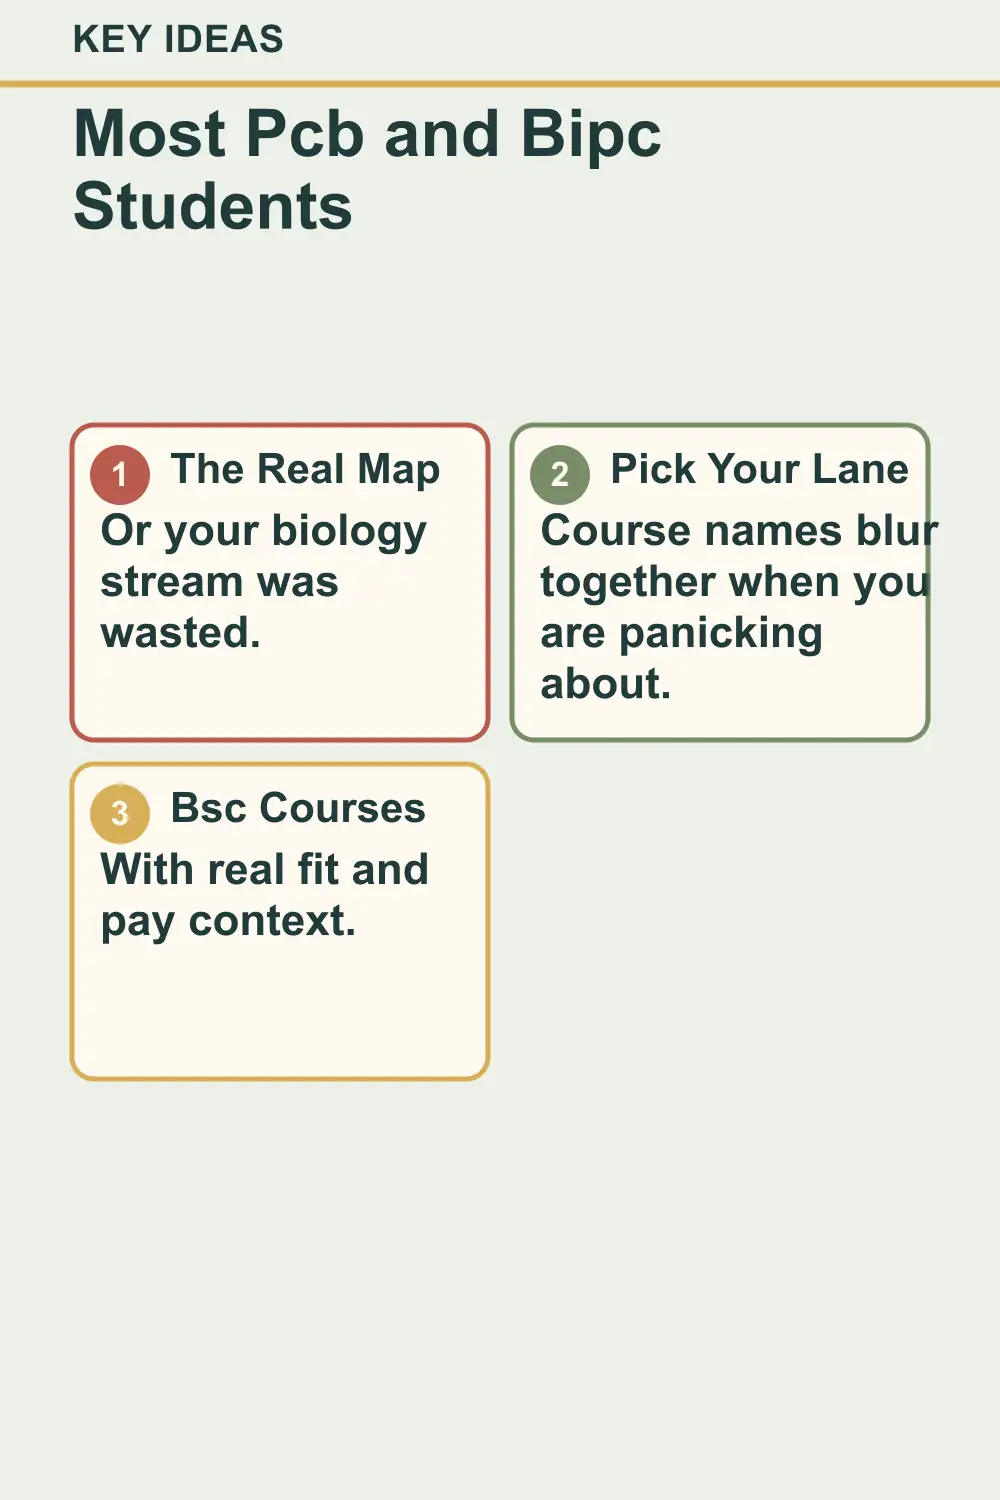 KEY IDEAS
Most Pcb and Bipc
Students
1 The Real Map
Or your biology
stream was
wasted.
2 Pick Your Lane
Course names blur
together when you
are panicking
about.
3 Bsc Courses
With real fit and
pay context.